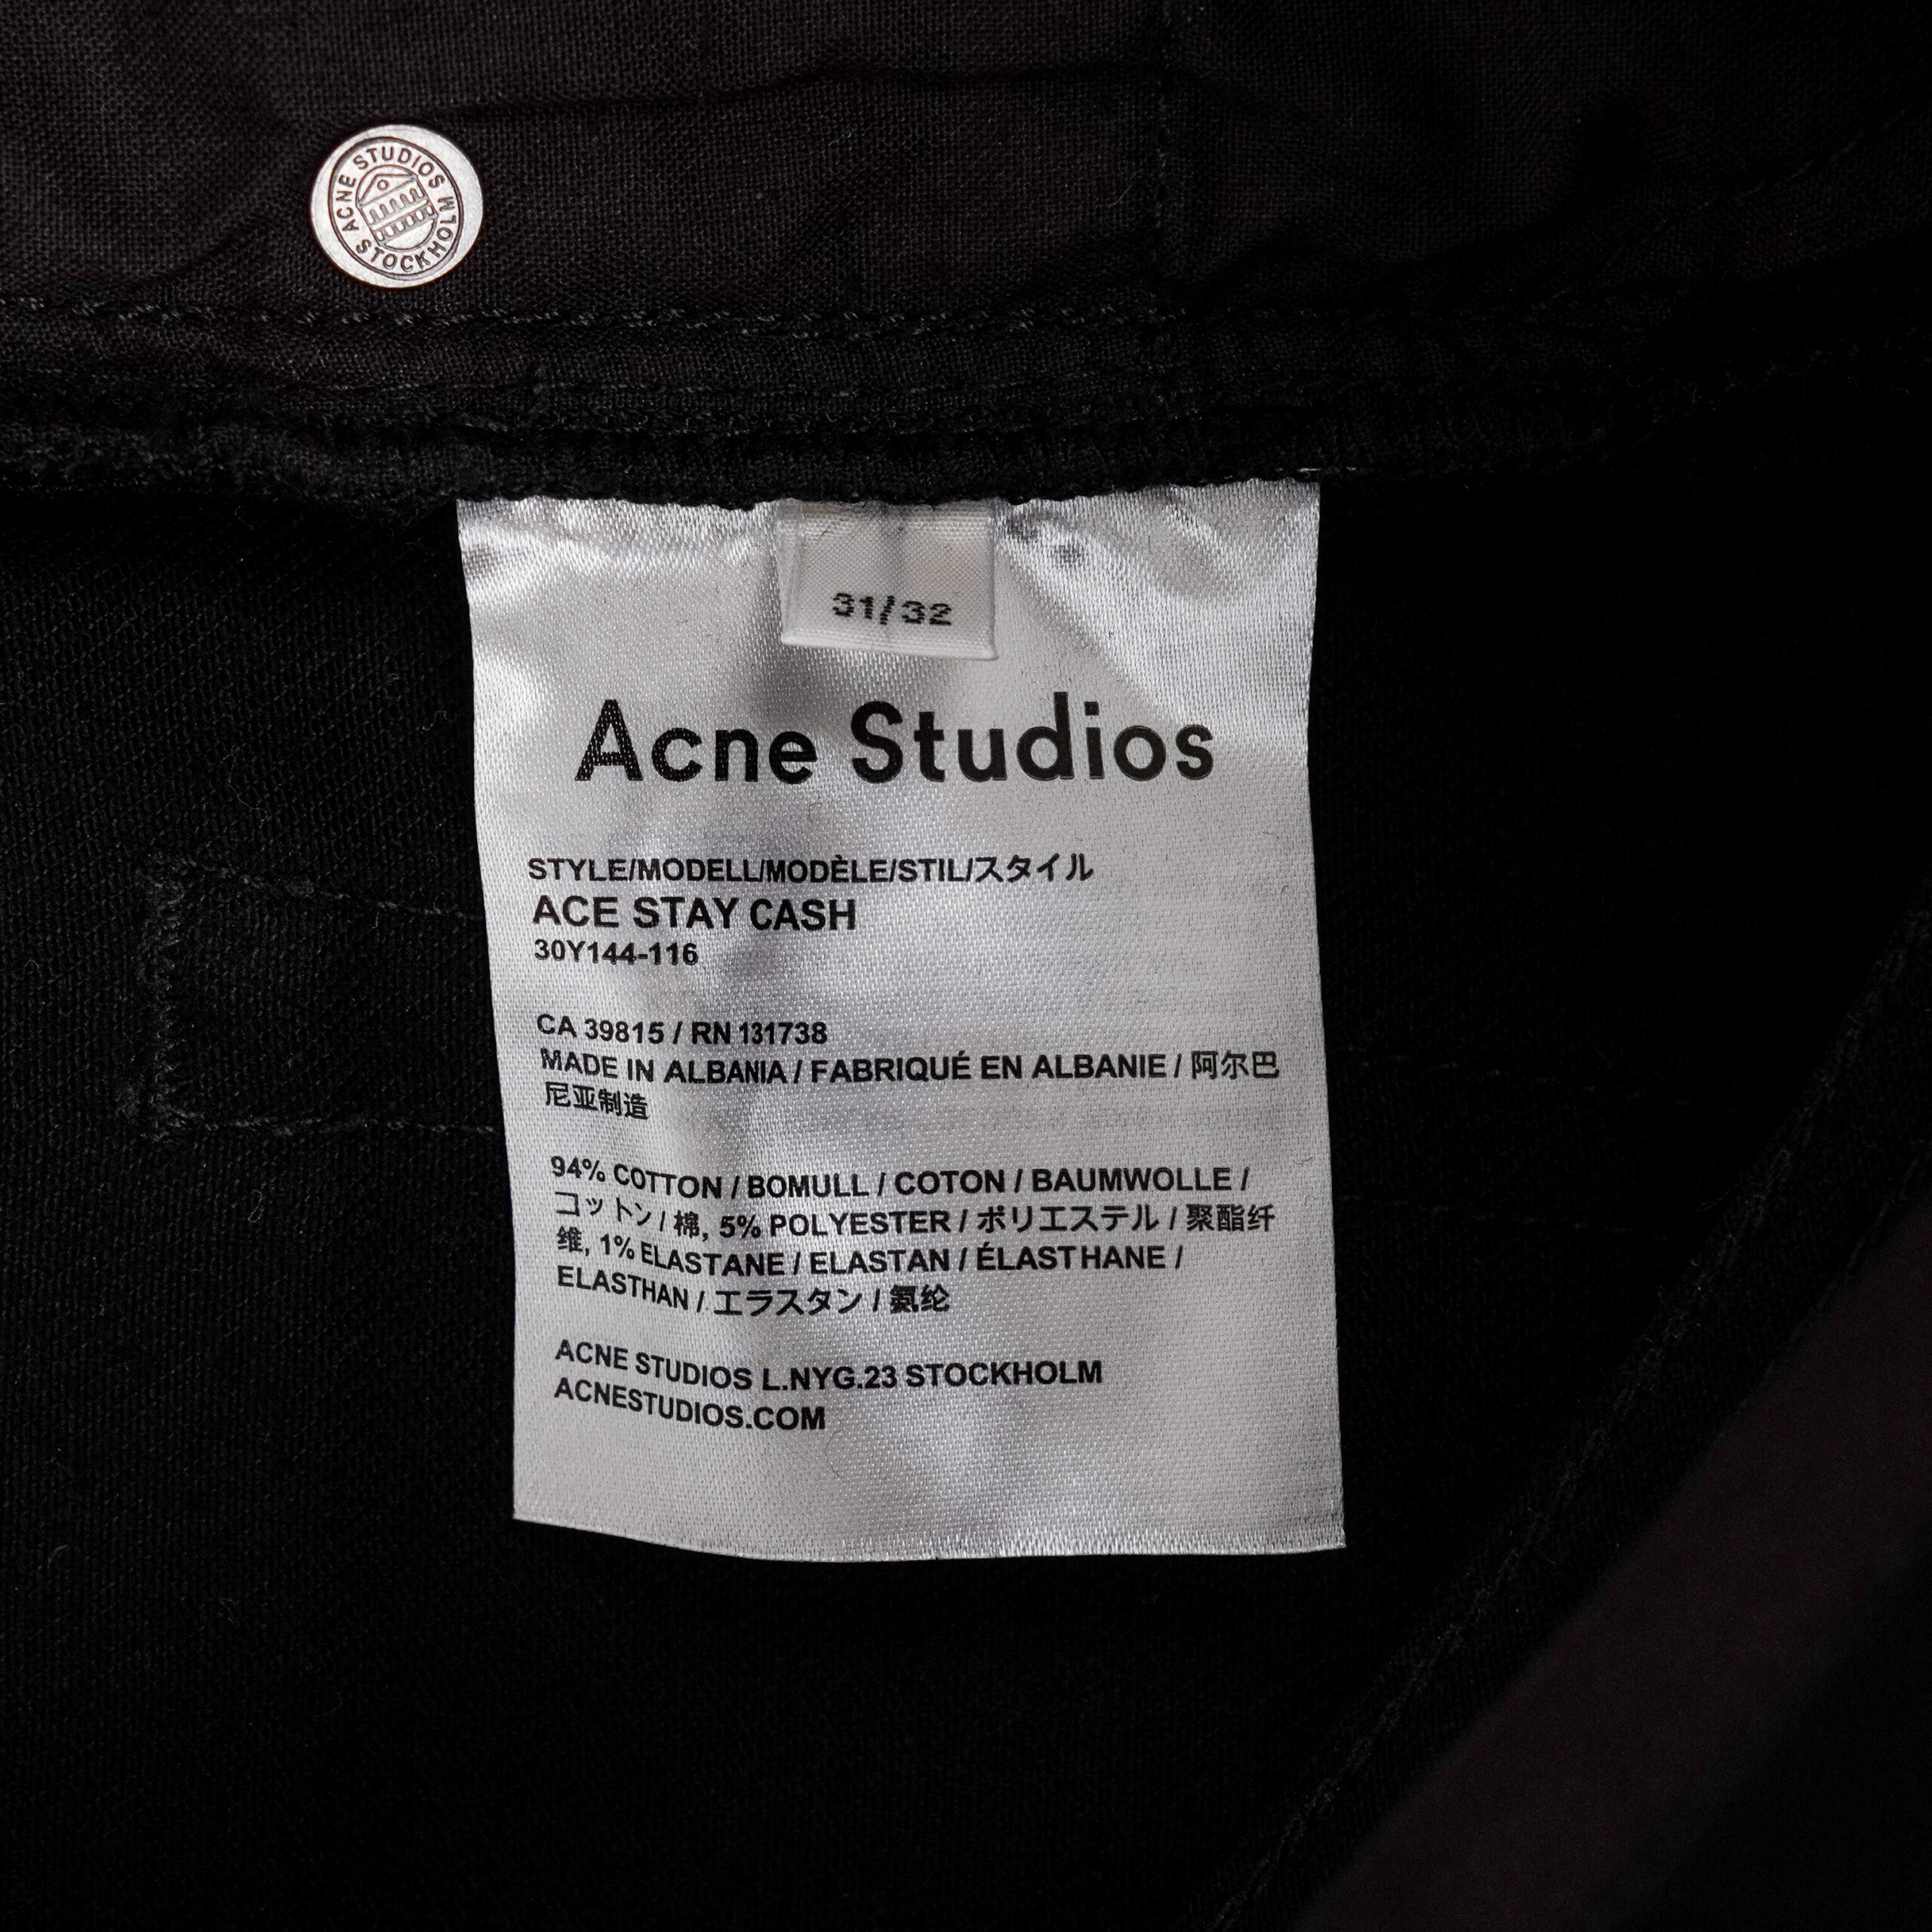 ACNE STUDIOS
STOCKHOLM
31/32
Acne Studios
STYLE/MODELL/MODÈLE/STIL/スタイル
ACE STAY CASH
30Y144-116
CA 39815 / RN 131738
MADE IN ALBANIA / FABRIQUÉ EN ALBANIE / 阿尔巴
尼亚制造
94% COTTON / BOMULL / COTON / BAUMWOLLE /
コットン / 棉, 5% POLYESTER / ポリエステル / 聚酯纤
维, 1% ELASTANE / ELASTAN / ÉLASTHANE /
ELASTHAN / エラスタン / 氨纶
ACNE STUDIOS L.NYG.23 STOCKHOLM
ACNESTUDIOS.COM